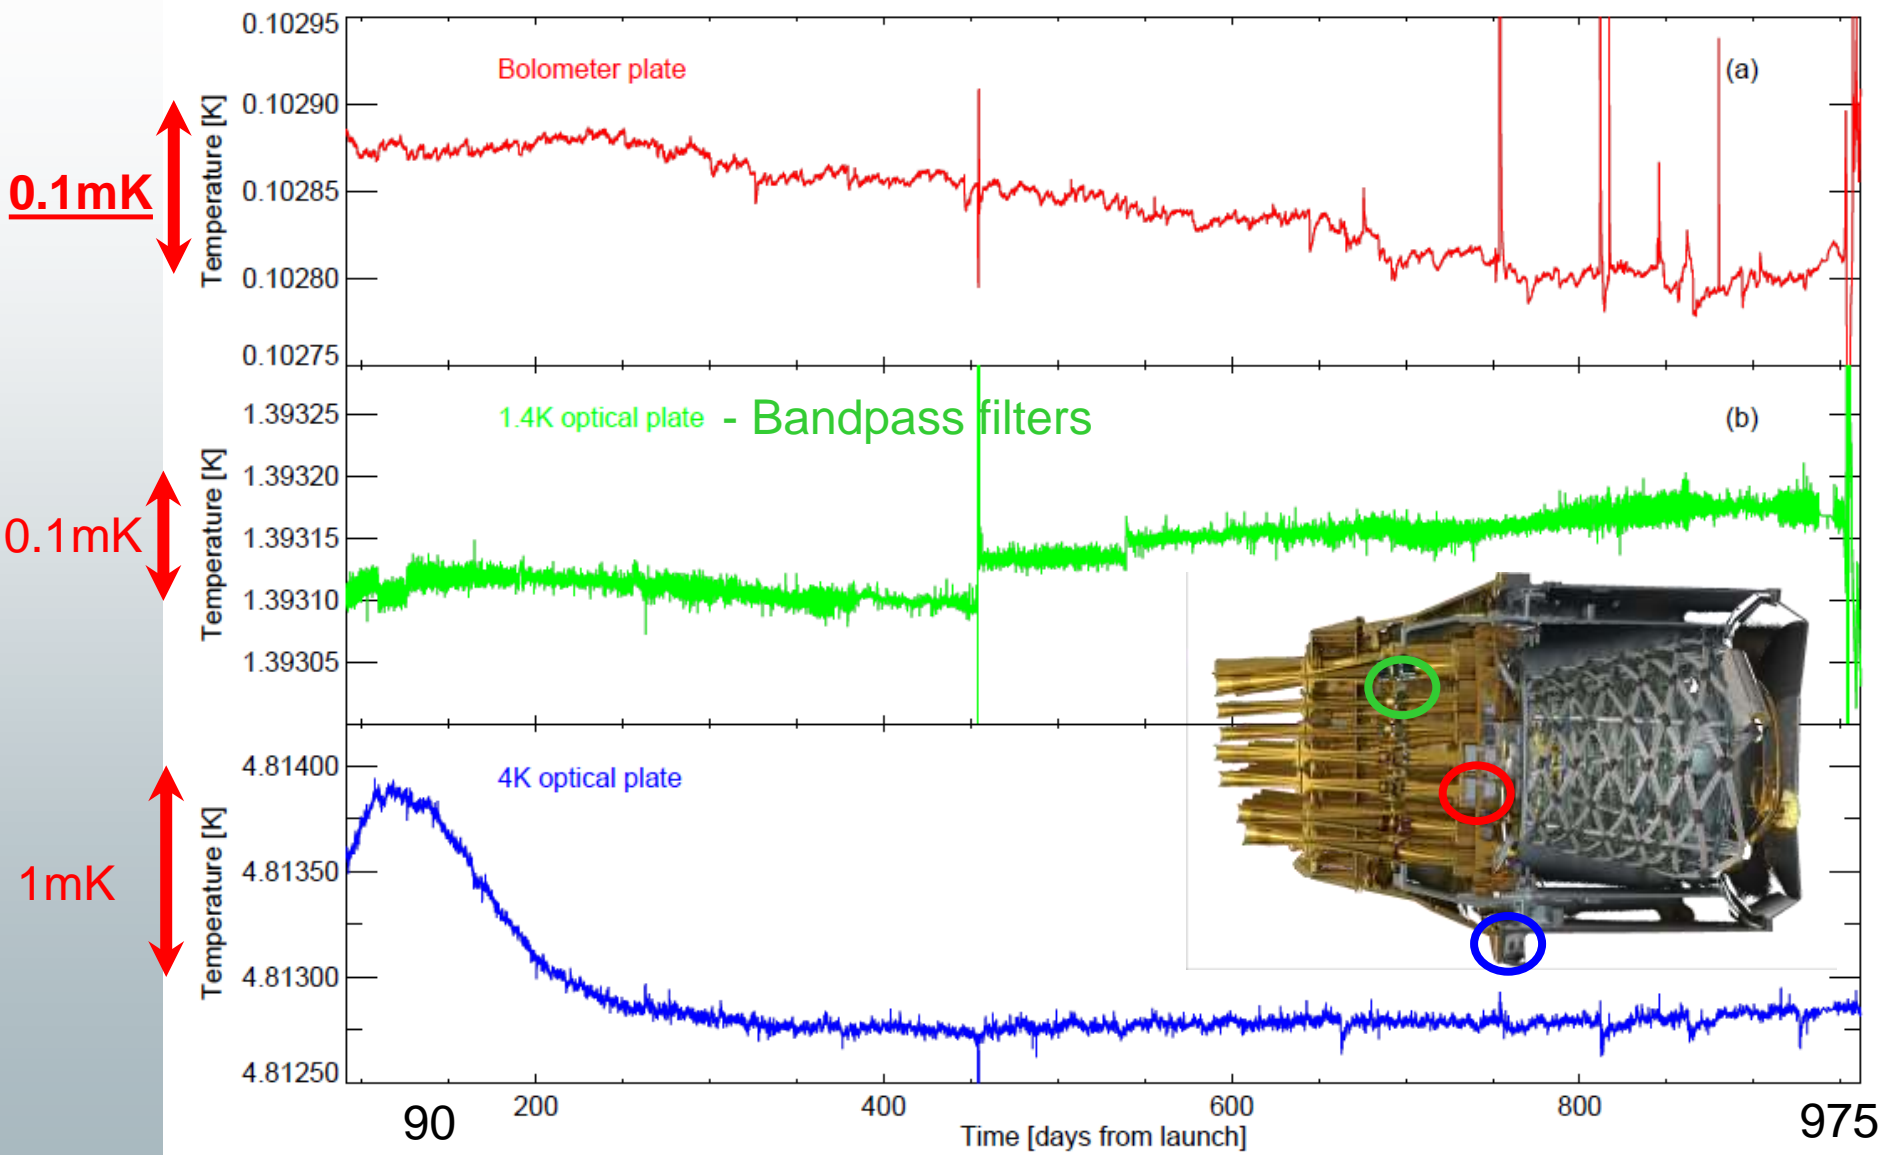 0.10295
Bolometer plate
(a)
0.10290
0.1mK
0.10285
0.10280
0.10275
Temperature [K]
1.39325
1.4K optical plate - Bandpass filters
(b)
1.39320
0.1mK
1.39315
1.39310
1.39305
Temperature [K]
4.81400
4K optical plate
1mK
4.81350
4.81300
4.81250
Temperature [K]
90 200 400 600 800 975
Time [days from launch]